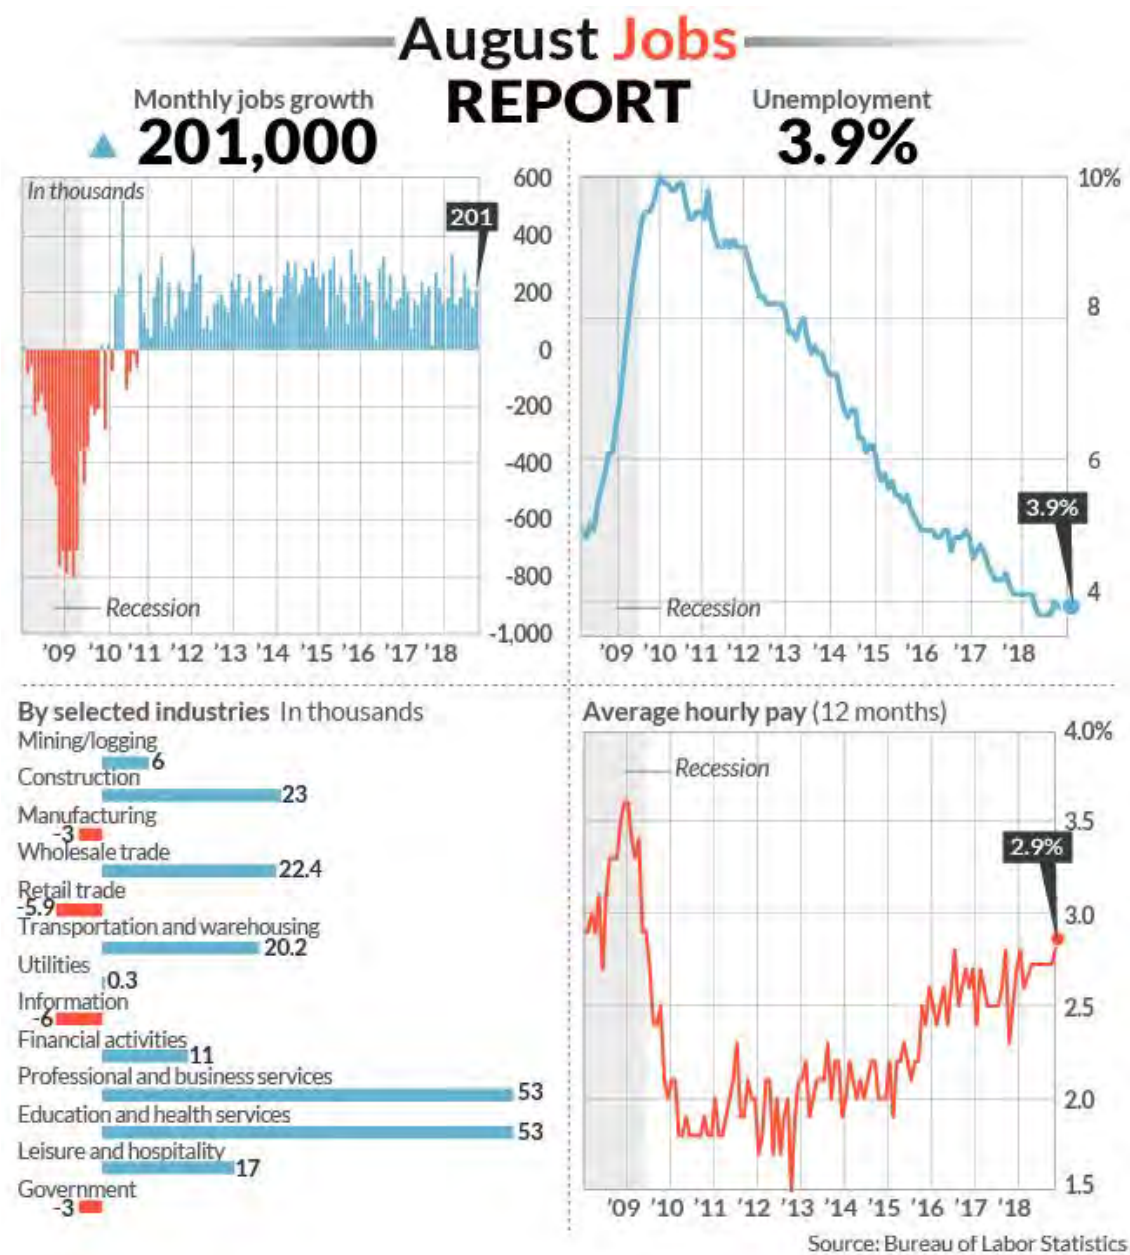 August Jobs
REPORT
Monthly jobs growth
201,000
In thousands
201
600
400
200
0
-200
-400
-600
-800
-1,000
Recession
'09 '10 '11 '12 '13 '14 '15 '16 '17 '18
Unemployment
3.9%
10%
8
6
4
3.9%
Recession
'09 '10 '11 '12 '13 '14 '15 '16 '17 '18
By selected industries In thousands
Mining/logging
6
Construction
23
Manufacturing
-3
Wholesale trade
22.4
Retail trade
-5.9
Transportation and warehousing
20.2
Utilities
0.3
Information
-6
Financial activities
11
Professional and business services
53
Education and health services
53
Leisure and hospitality
17
Government
-3
Average hourly pay (12 months)
4.0%
3.5
3.0
2.5
2.0
1.5
Recession
2.9%
'09 '10 '11 '12 '13 '14 '15 '16 '17 '18
Source: Bureau of Labor Statistics